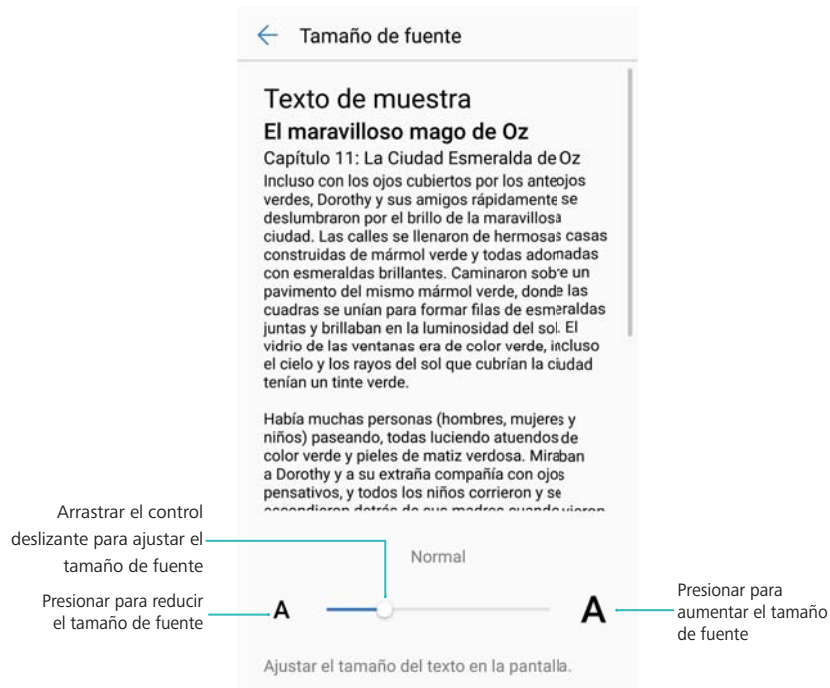 Tamaño de fuente
Texto de muestra
El maravilloso mago de Oz
Capítulo 11: La Ciudad Esmeralda de Oz
Incluso con los ojos cubiertos por los anteojos
verdes, Dorothy y sus amigos rápidamente se
deslumbraron por el brillo de la maravillosa
ciudad. Las calles se llenaron de hermosas casas
construidas de mármol verde y todas adornadas
con esmeraldas brillantes. Caminaron sobre un
pavimento del mismo mármol verde, donde las
cuadras se unían para formar filas de esmeraldas
juntas y brillaban en la luminosidad del sol. El
vidrio de las ventanas era de color verde, incluso
el cielo y los rayos del sol que cubrían la ciudad
tenían un tinte verde.
Había muchas personas (hombres, mujeres y
niños) paseando, todas luciendo atuendos de
color verde y pieles de matiz verdosa. Miraban
a Dorothy y a su extraña compañía con ojos
pensativos, y todos los niños corrieron y se
escondieron detrás de sus madres cuando vieron
Arrastrar el control
deslizante para ajustar el
tamaño de fuente
Normal
Presionar para reducir
el tamaño de fuente
A
A
Presionar para
aumentar el tamaño
de fuente
Ajustar el tamaño del texto en la pantalla.